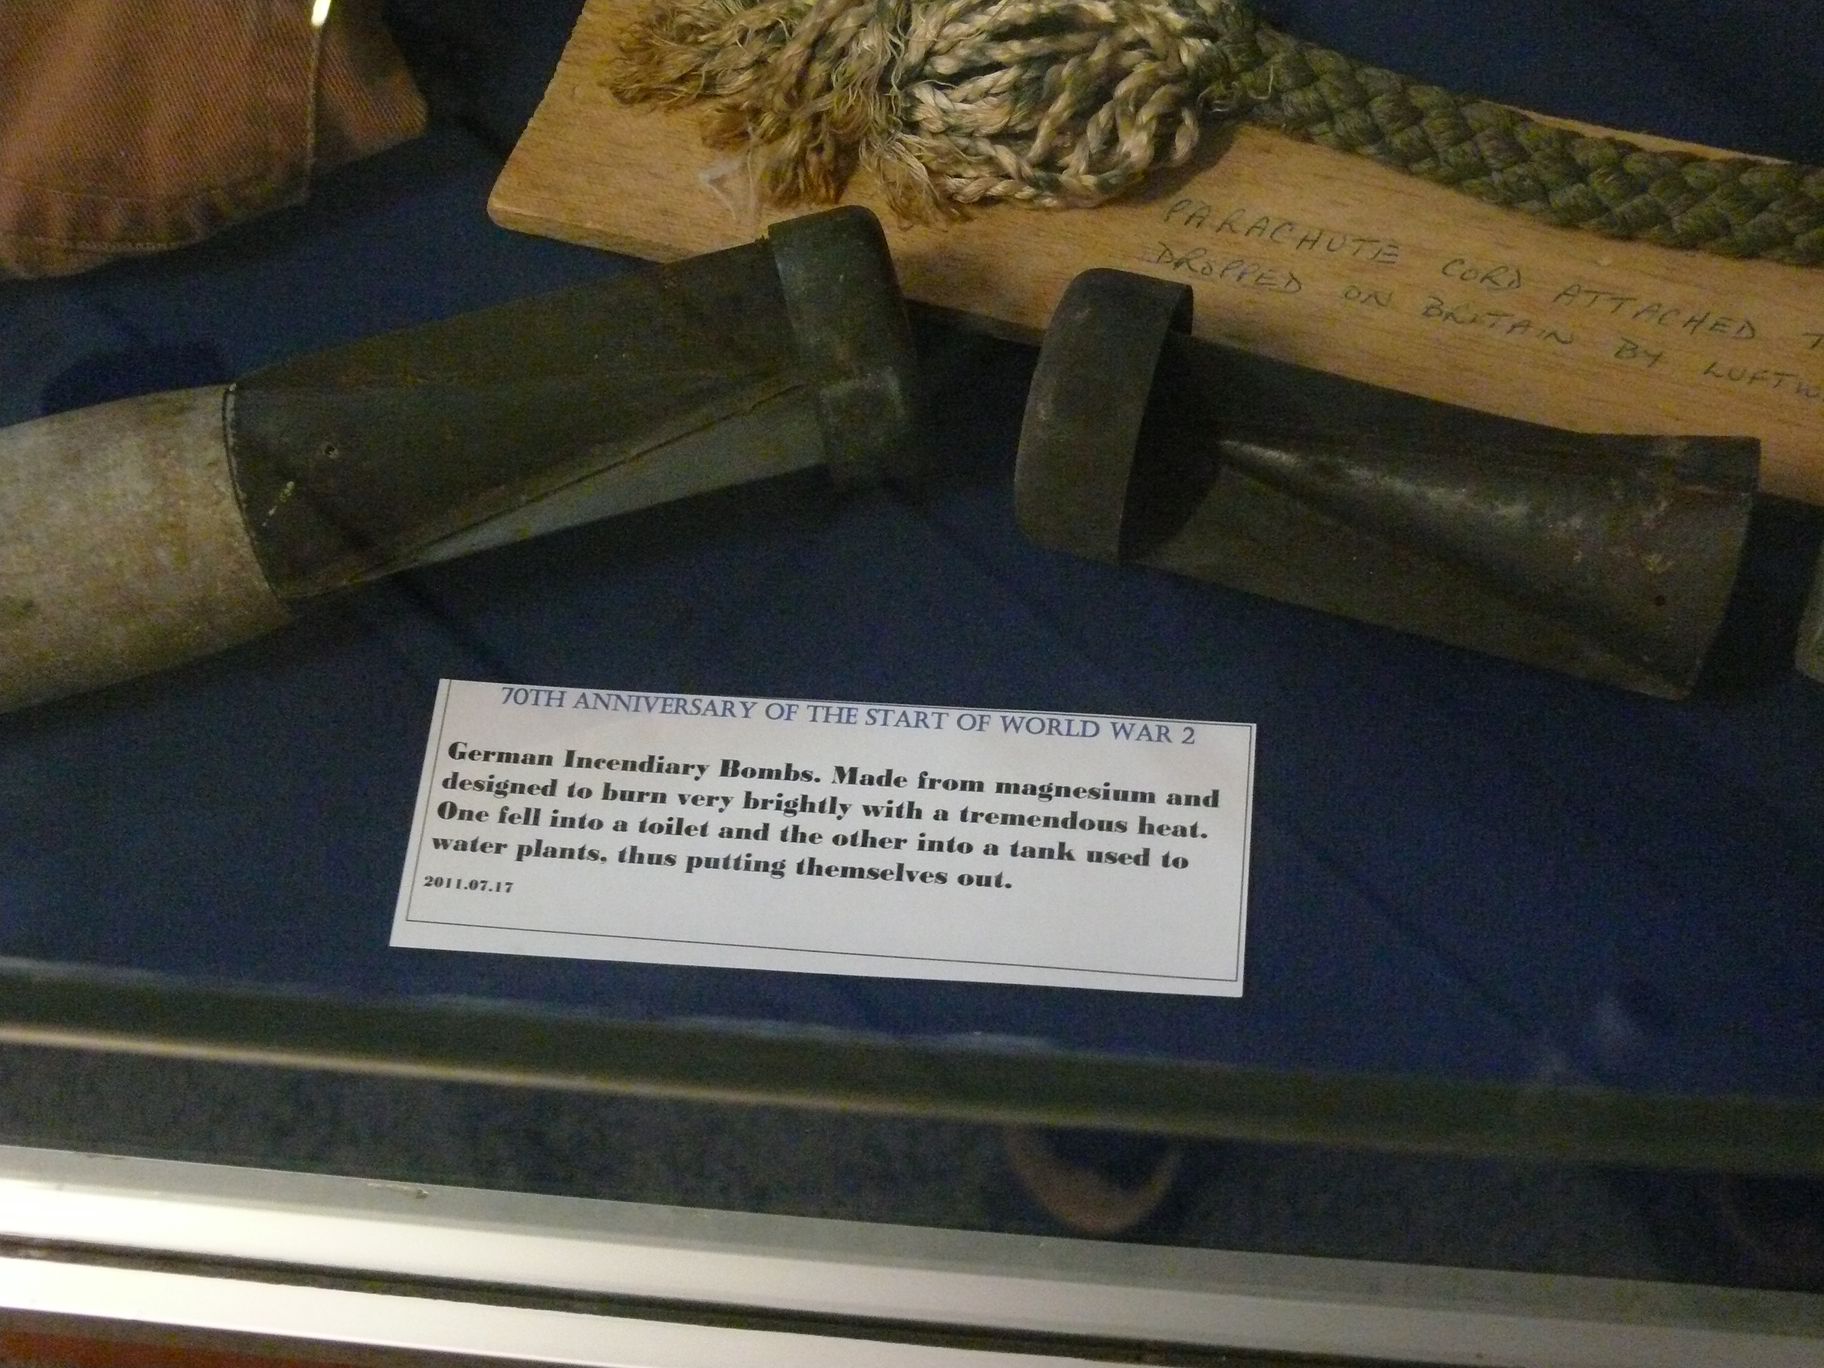 PARACHUTE CORD ATTACHED
DROPPED ON BRITAIN BY
70TH ANNIVERSARY OF THE START OF WORLD WAR 2
German Incendiary Bombs. Made from magnesium and
designed to burn very brightly with a tremendous heat.
One fell into a toilet and the other into a tank used to
water plants, thus putting themselves out.
2011.07.17